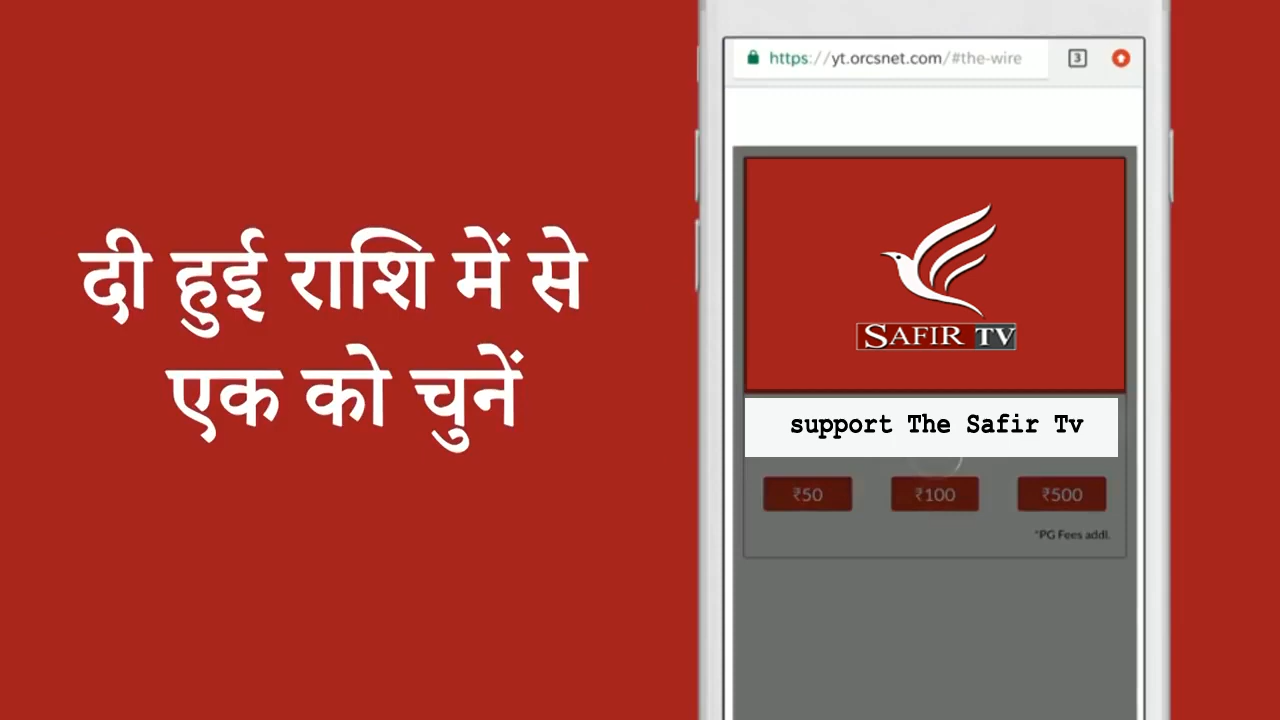 दी हुई राशि में से
एक को चुनें
https://yt.orcsnet.com/#the-wire
3
SAFIR TV
support The Safir Tv
₹50
₹100
₹500
*PG Fees addl.